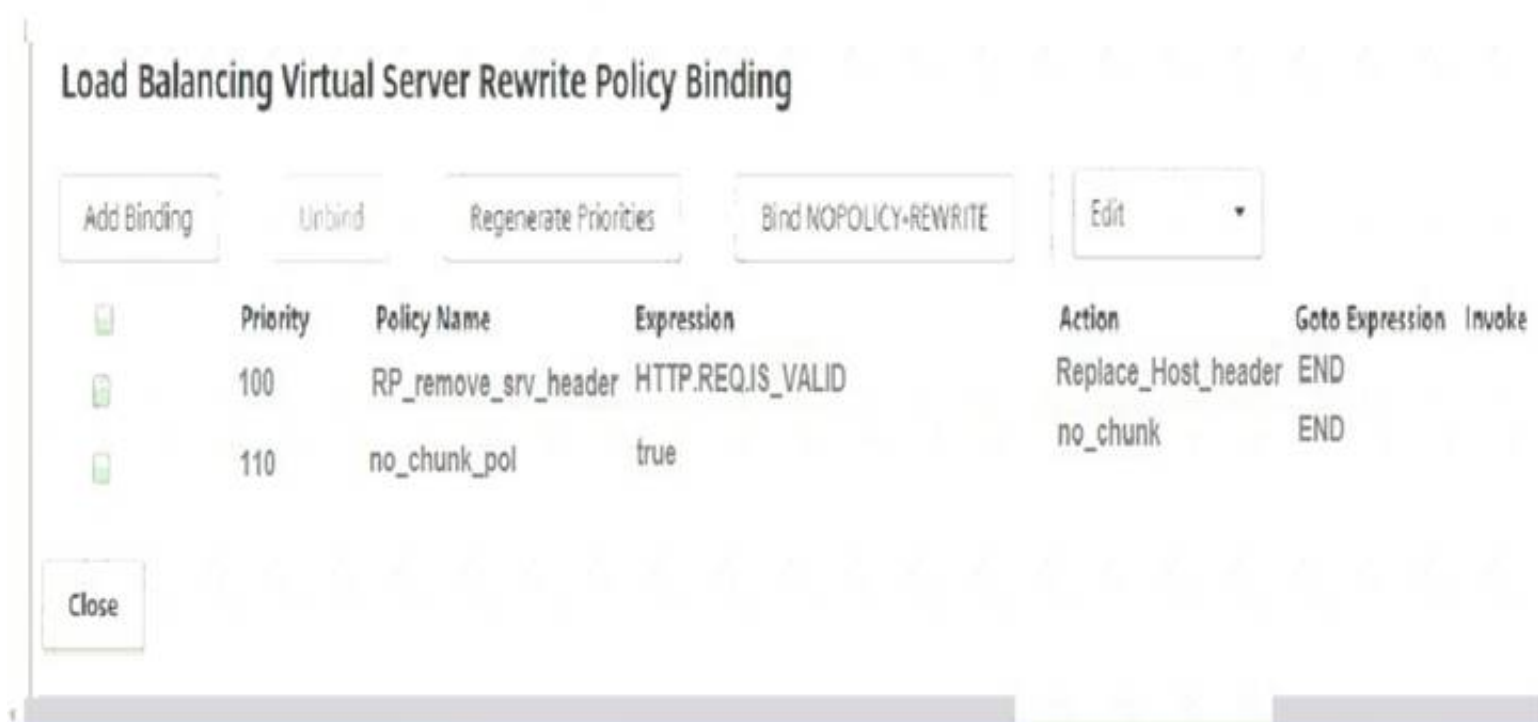 Load Balancing Virtual Server Rewrite Policy Binding
Add Binding Unbind Regenerate Priorities Bind NOPOLICY-REWRITE Edit
Priority Policy Name Expression Action Goto Expression Invoke
100 RP_remove_srv_header HTTP.REQ.IS_VALID Replace_Host_header END
110 no_chunk_pol true no_chunk END
Close